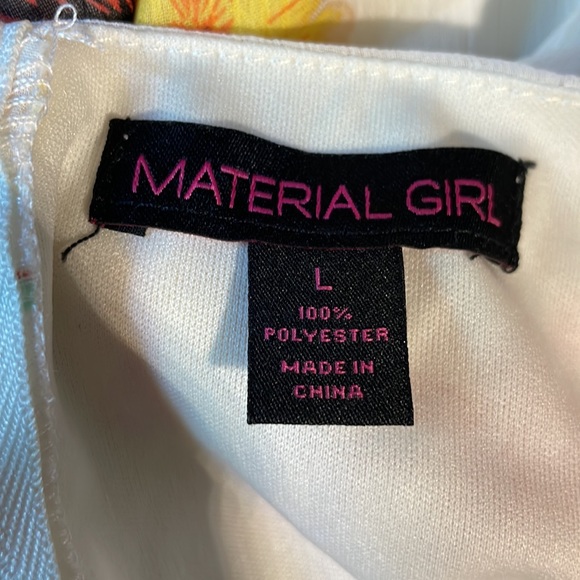 MATERIAL GIRL
L
100%
POLYESTER
MADE IN
CHINA